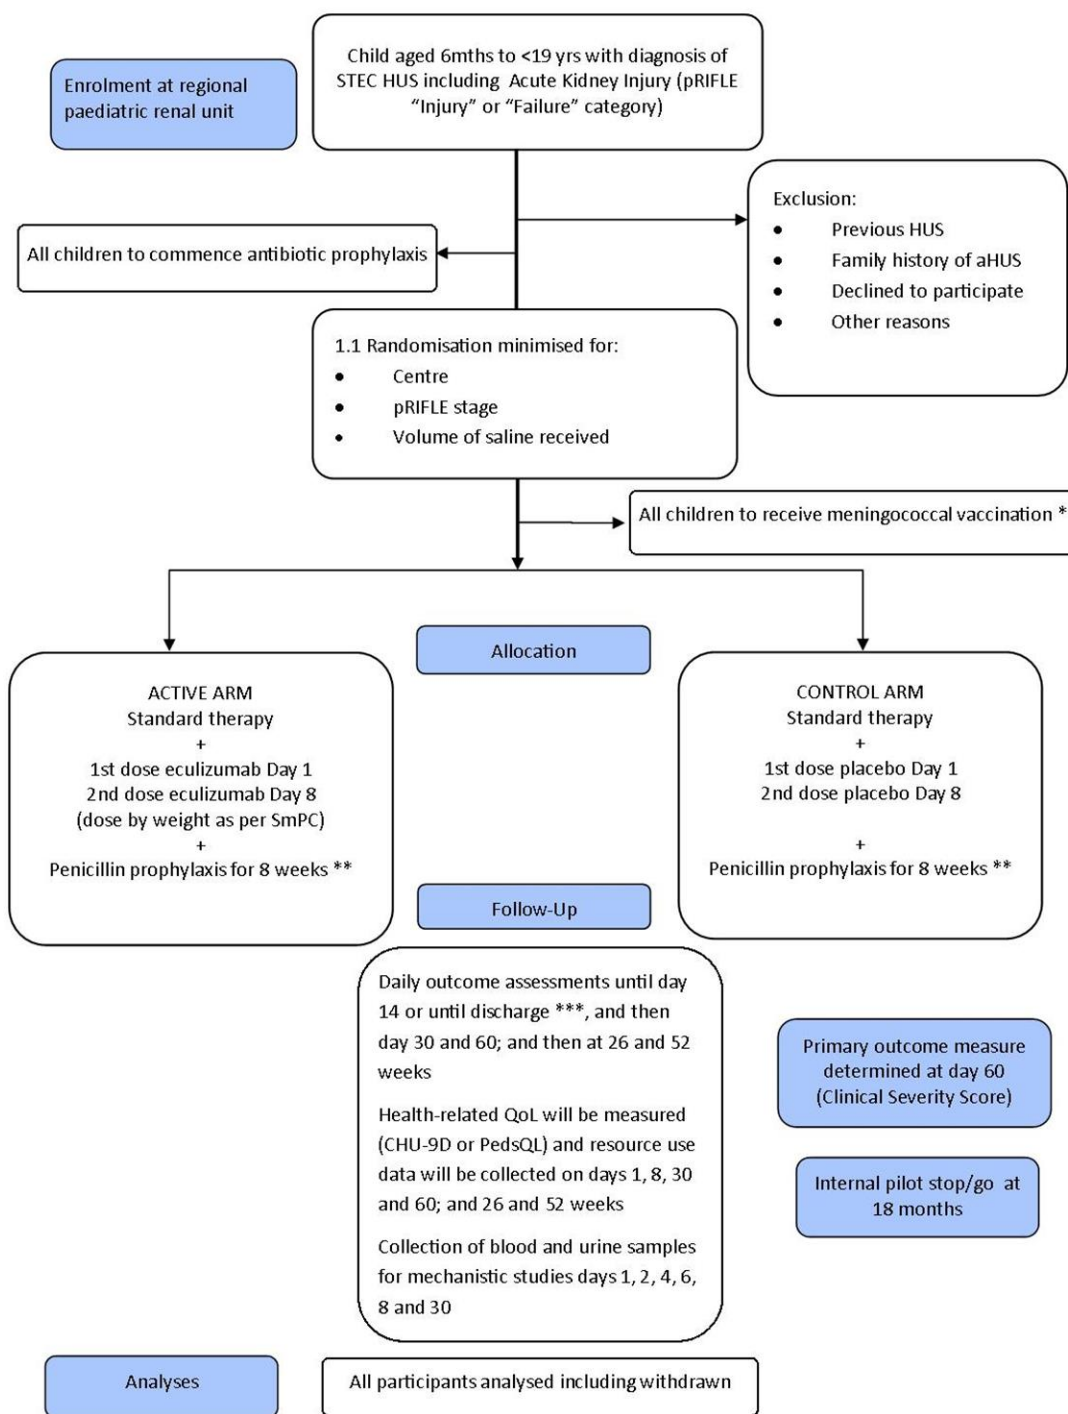 Enrolment at regional
paediatric renal unit
Child aged 6mths to <19 yrs with diagnosis of
STEC HUS including Acute Kidney Injury (pRIFLE
“Injury” or “Failure” category)
Exclusion:
• Previous HUS
• Family history of aHUS
• Declined to participate
• Other reasons
All children to commence antibiotic prophylaxis
1.1 Randomisation minimised for:
• Centre
• pRIFLE stage
• Volume of saline received
All children to receive meningococcal vaccination *
Allocation
ACTIVE ARM
Standard therapy
+
1st dose eculizumab Day 1
2nd dose eculizumab Day 8
(dose by weight as per SmPC)
+
Penicillin prophylaxis for 8 weeks **
CONTROL ARM
Standard therapy
+
1st dose placebo Day 1
2nd dose placebo Day 8
+
Penicillin prophylaxis for 8 weeks **
Follow-Up
Daily outcome assessments until day
14 or until discharge ***, and then
day 30 and 60; and then at 26 and 52
weeks
Health-related QoL will be measured
(CHU-9D or PedsQL) and resource use
data will be collected on days 1, 8, 30
and 60; and 26 and 52 weeks
Collection of blood and urine samples
for mechanistic studies days 1, 2, 4, 6,
8 and 30
Primary outcome measure
determined at day 60
(Clinical Severity Score)
Internal pilot stop/go at
18 months
Analyses
All participants analysed including withdrawn